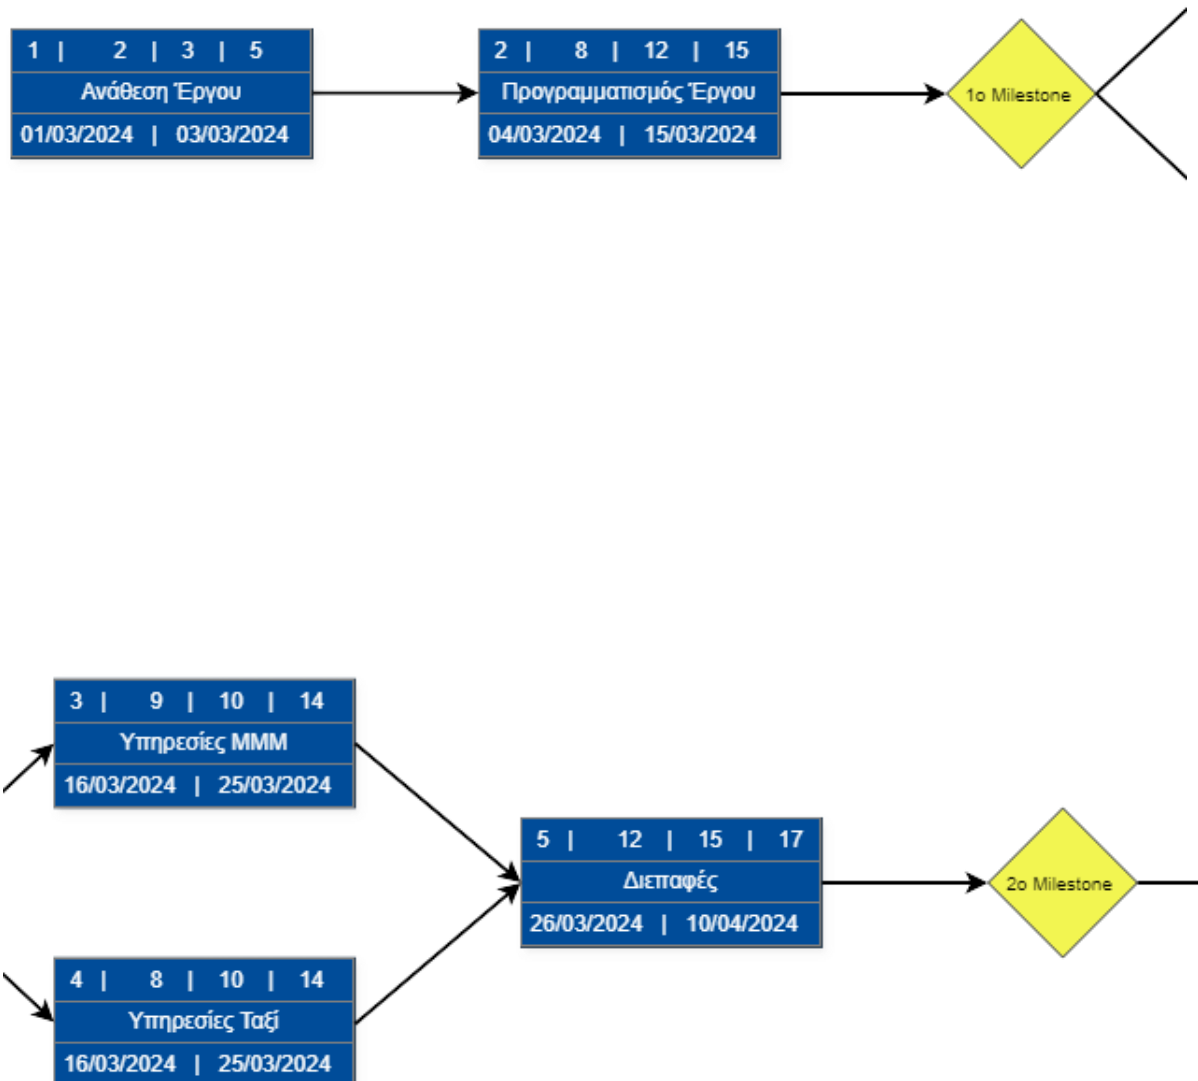 1 | 2 | 3 | 5
Ανάθεση Έργου
01/03/2024 | 03/03/2024
2 | 8 | 12 | 15
Προγραμματισμός Έργου
04/03/2024 | 15/03/2024
1ο Milestone
3 | 9 | 10 | 14
Υπηρεσίες ΜΜΜ
16/03/2024 | 25/03/2024
4 | 8 | 10 | 14
Υπηρεσίες Ταξί
16/03/2024 | 25/03/2024
5 | 12 | 15 | 17
Διεπαφές
26/03/2024 | 10/04/2024
2ο Milestone